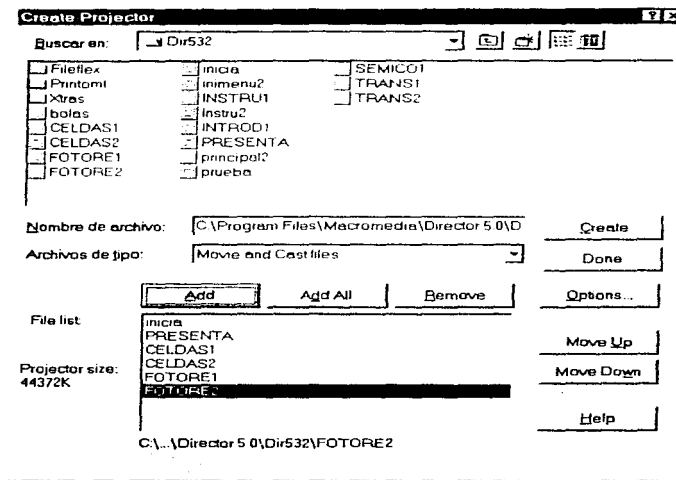 Create Projector
Buscar en: Dir532
Fileflex inicia SEMICO1
Printomt inimenu2 TRANS1
Xtras INSTRU1 TRANS2
bolas Instru2
CELDAS1 INTROD1
CELDAS2 PRESENTA
FOTORE1 principal2
FOTORE2 prueba
Nombre de archivo: C:\Program Files\Macromedia\Director 5.0\D Create
Archivos de tipo: Movie and Cast files Done
Add Add All Remove Options...
File list: inicia
PRESENTA Move Up
CELDAS1
Projector size: CELDAS2 Move Down
44372K FOTORE1
FOTORE2
Help
C:\...\Director 5.0\Dir532\FOTORE2